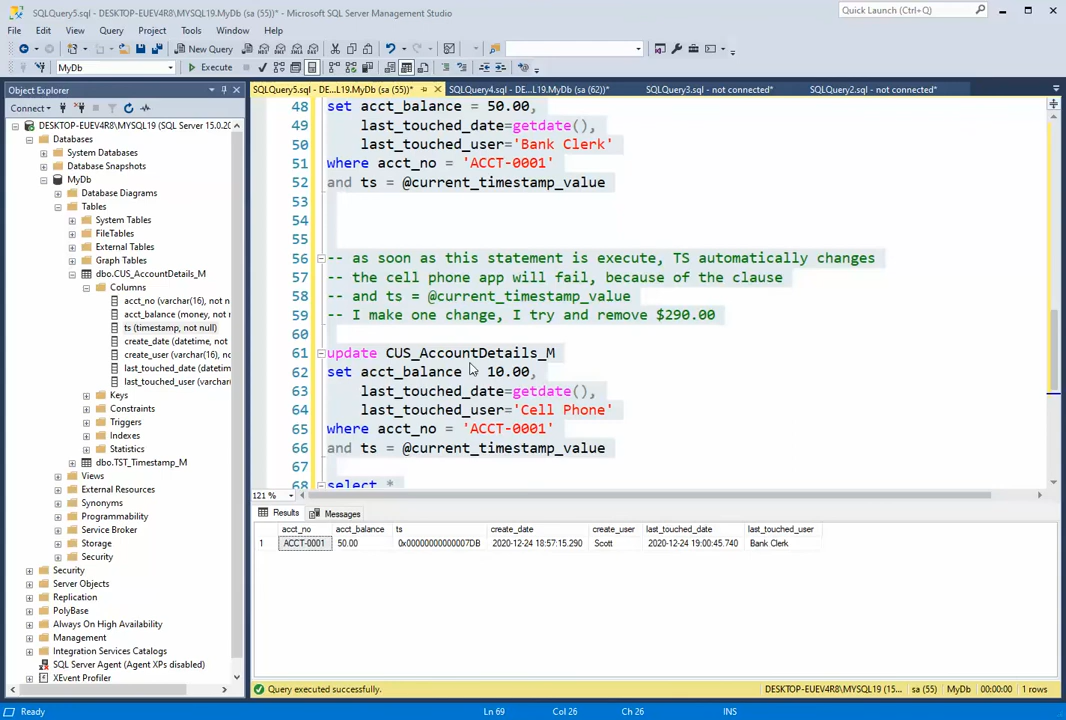 SQLQuery5.sql - DESKTOP-EUEV4R8\MYSQL19.MyDb (sa (55))* - Microsoft SQL Server Management Studio
Quick Launch (Ctrl+Q)
File Edit View Query Project Tools Window Help
New Query
MyDb Execute
Object Explorer
SQLQuery5.sql - DE...L19.MyDb (sa (55))* SQLQuery4.sql - DE...L19.MyDb (sa (62))* SQLQuery3.sql - not connected* SQLQuery2.sql - not connected*
Connect
DESKTOP-EUEV4R8\MYSQL19 (SQL Server 15.0.20
Databases
System Databases
Database Snapshots
MyDb
Database Diagrams
Tables
System Tables
FileTables
External Tables
Graph Tables
dbo.CUS_AccountDetails_M
Columns
acct_no (varchar(16), not n
acct_balance (money, not n
ts (timestamp, not null)
create_date (datetime, not
create_user (varchar(16), n
last_touched_date (datetim
last_touched_user (varchar
Keys
Constraints
Triggers
Indexes
Statistics
dbo.TST_Timestamp_M
Views
External Resources
Synonyms
Programmability
Service Broker
Storage
Security
Security
Server Objects
Replication
PolyBase
Always On High Availability
Management
Integration Services Catalogs
SQL Server Agent (Agent XPs disabled)
XEvent Profiler
48 set acct_balance = 50.00,
49 last_touched_date=getdate(),
50 last_touched_user='Bank Clerk'
51 where acct_no = 'ACCT-0001'
52 and ts = @current_timestamp_value
53
54
55
56 -- as soon as this statement is execute, TS automatically changes
57 -- the cell phone app will fail, because of the clause
58 -- and ts = @current_timestamp_value
59 -- I make one change, I try and remove $290.00
60
61 update CUS_AccountDetails_M
62 set acct_balance 10.00,
63 last_touched_date=getdate(),
64 last_touched_user='Cell Phone'
65 where acct_no = 'ACCT-0001'
66 and ts = @current_timestamp_value
67
68 select *
121 %
Results Messages
acct_no acct_balance ts create_date create_user last_touched_date last_touched_user
1 ACCT-0001 50.00 0x00000000000007DB 2020-12-24 18:57:15.290 Scott 2020-12-24 19:00:45.740 Bank Clerk
Query executed successfully. DESKTOP-EUEV4R8\MYSQL19 (15... sa (55) MyDb 00:00:00 1 rows
Ready Ln 69 Col 26 Ch 26 INS